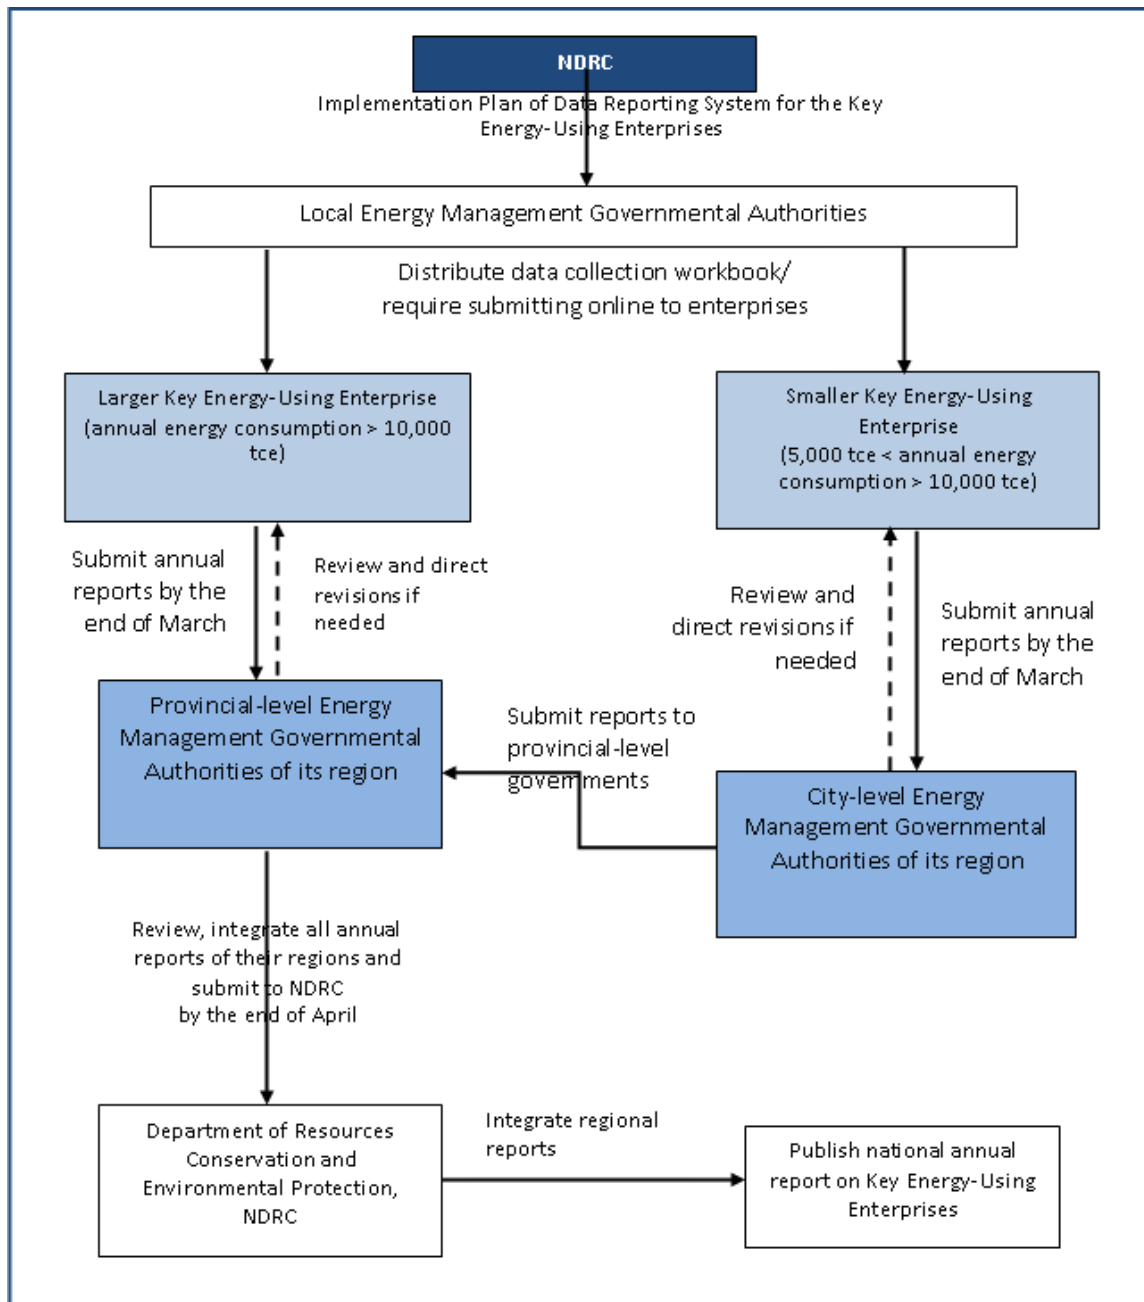 NDRC
Implementation Plan of Data Reporting System for the Key
Energy-Using Enterprises
Local Energy Management Governmental Authorities
Distribute data collection workbook/
require submitting online to enterprises
Larger Key Energy-Using Enterprise
(annual energy consumption > 10,000
tce)
Smaller Key Energy-Using
Enterprise
(5,000 tce < annual energy
consumption > 10,000 tce)
Submit annual
reports by the
end of March
Review and direct
revisions if
needed
Review and
direct revisions if
needed
Submit annual
reports by the
end of March
Provincial-level Energy
Management Governmental
Authorities of its region
Submit reports to
provincial-level
governments
City-level Energy
Management Governmental
Authorities of its region
Review, integrate all annual
reports of their regions and
submit to NDRC
by the end of April
Department of Resources
Conservation and
Environmental Protection,
NDRC
Integrate regional
reports
Publish national annual
report on Key Energy-Using
Enterprises